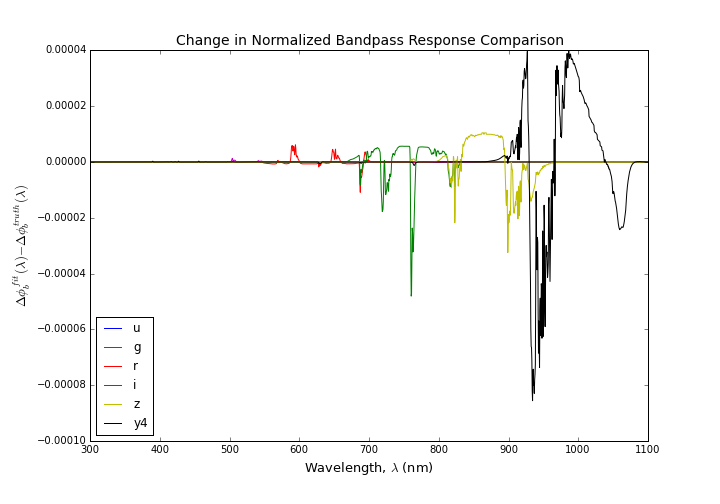 Change in Normalized Bandpass Response Comparison
Δϕ_b^{fit}(λ)−Δϕ_b^{truth}(λ)
0.00004
0.00002
0.00000
−0.00002
−0.00004
−0.00006
−0.00008
−0.00010
u
g
r
i
z
y4
300 400 500 600 700 800 900 1000 1100
Wavelength, λ (nm)